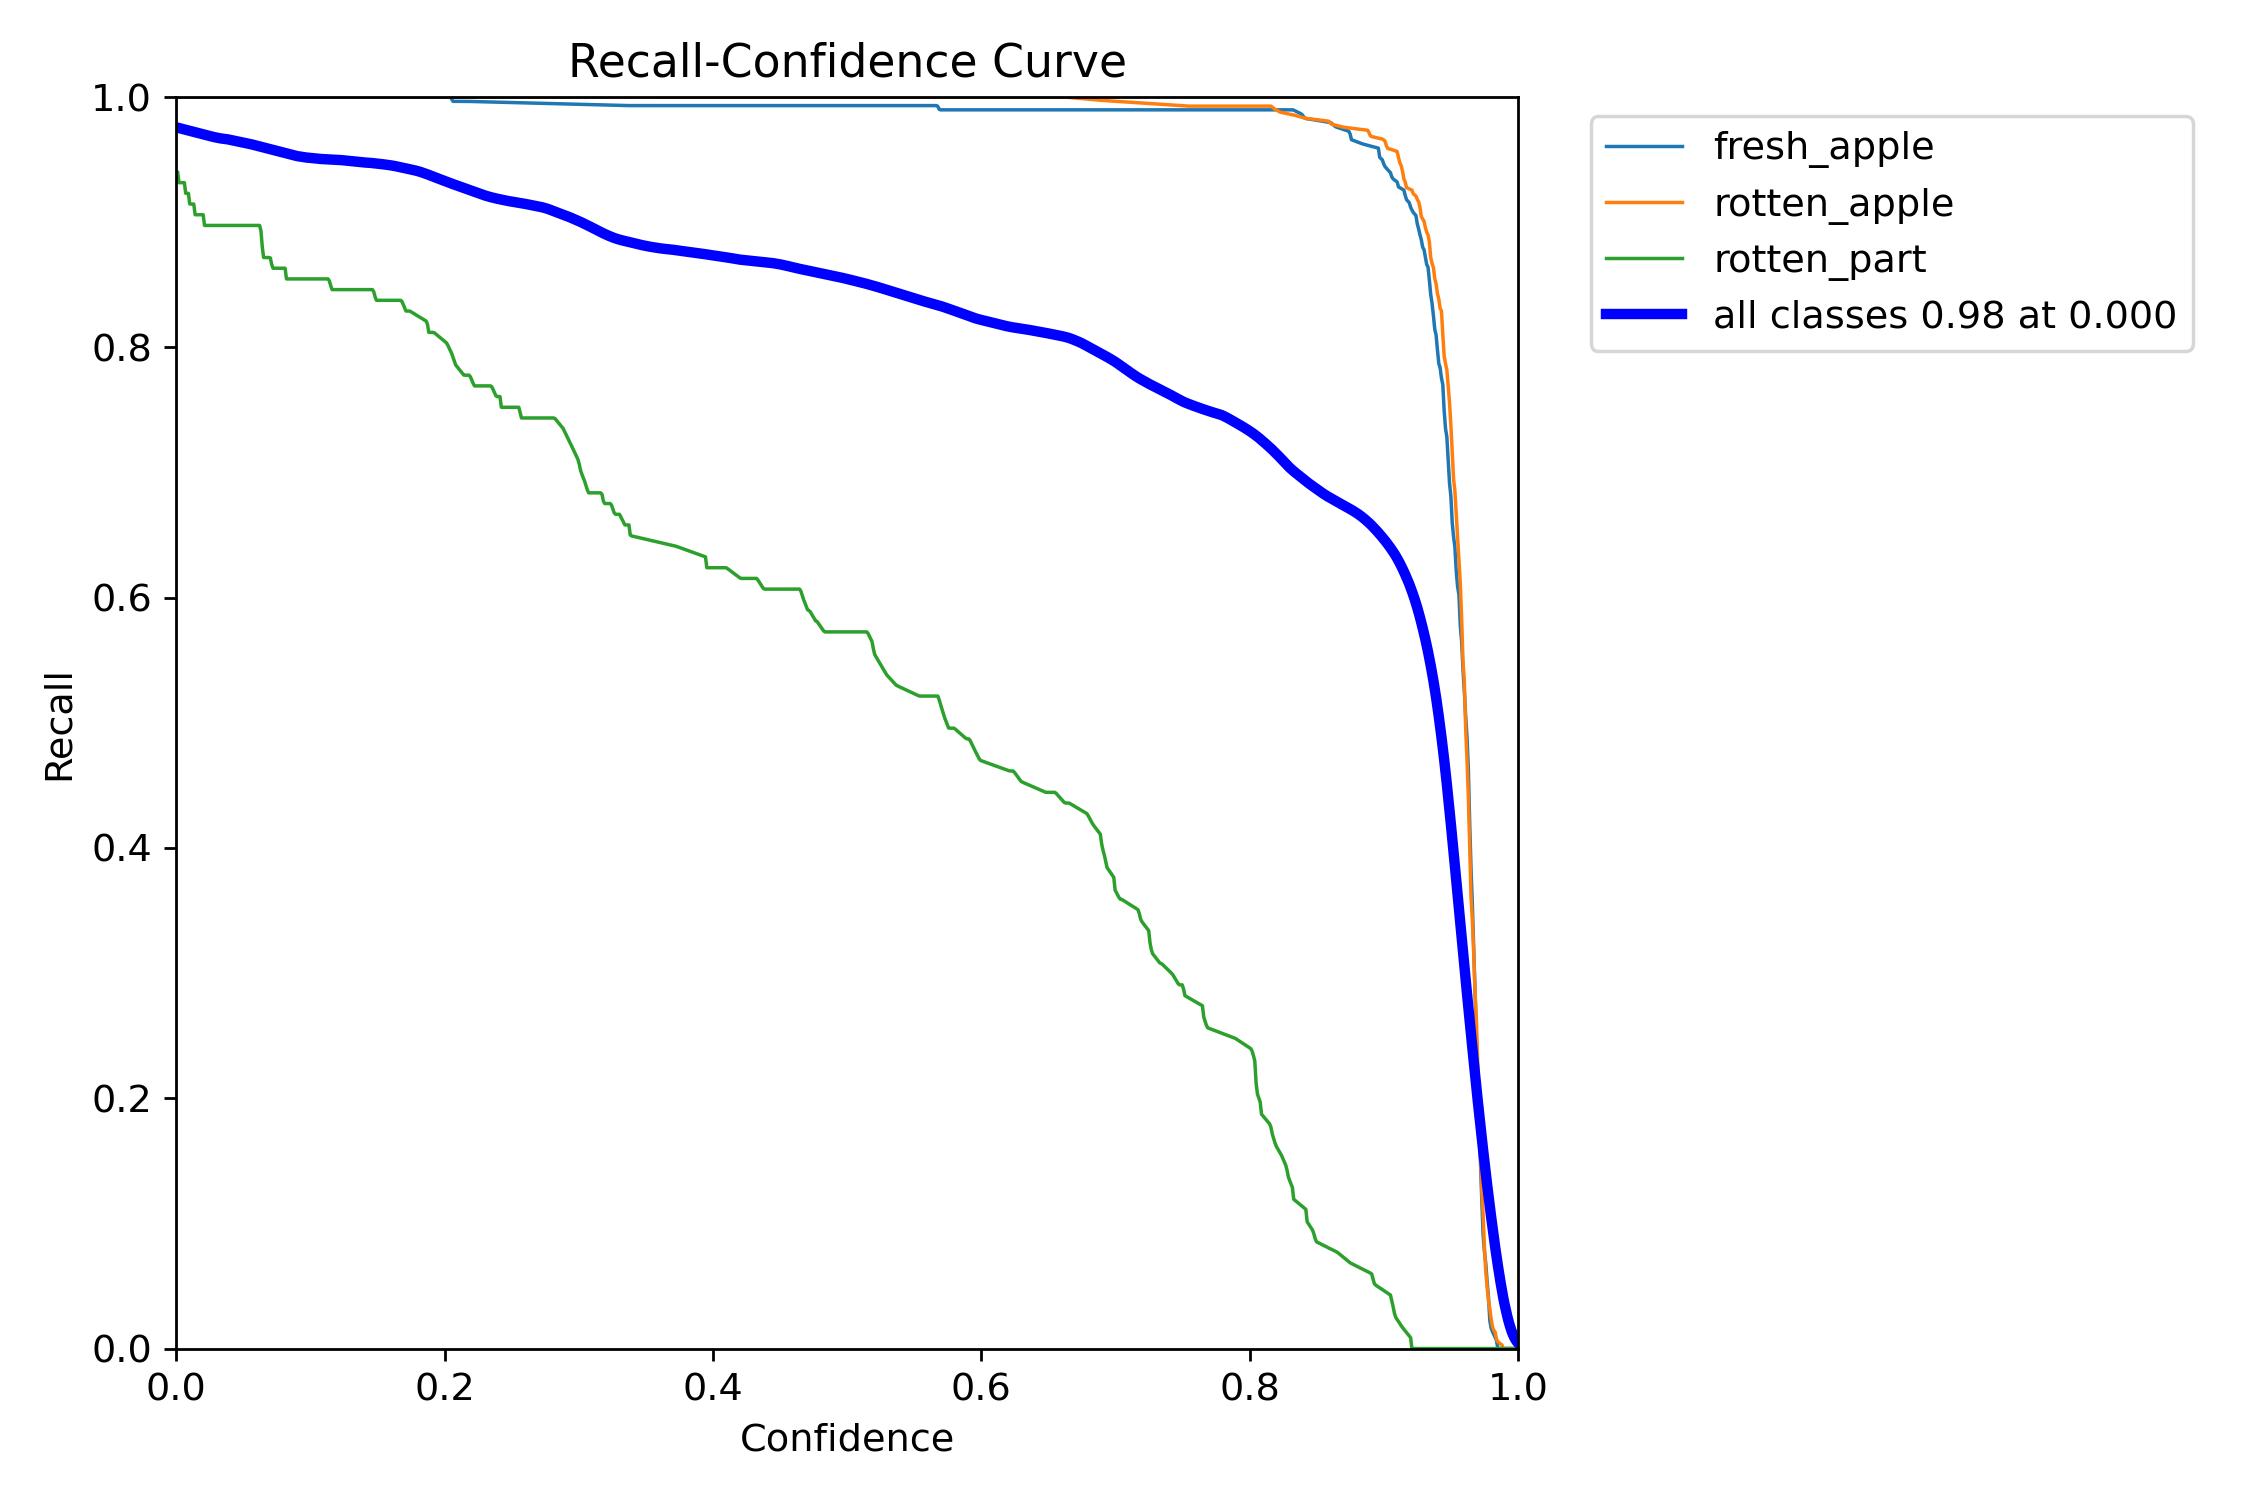 Recall-Confidence Curve
1.0
0.8
0.6
0.4
0.2
0.0
Recall
0.0 0.2 0.4 0.6 0.8 1.0
Confidence
fresh_apple
rotten_apple
rotten_part
all classes 0.98 at 0.000